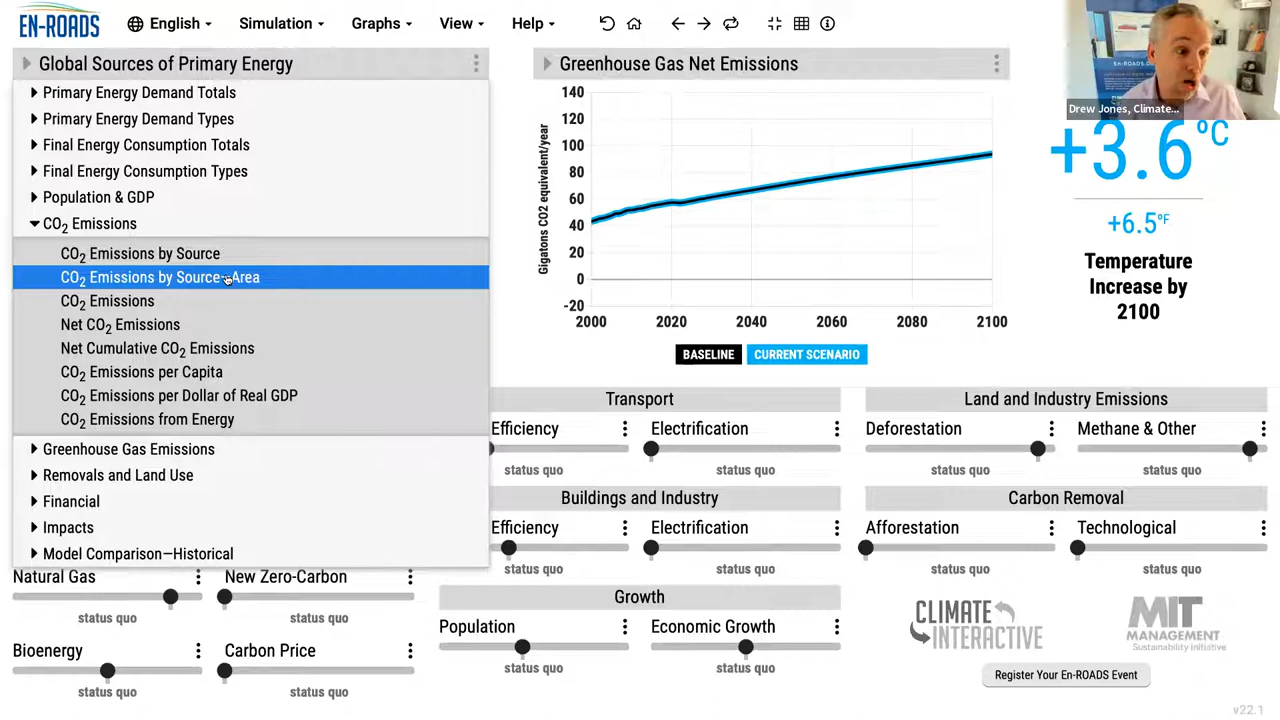 EN-ROADS
English
Simulation
Graphs
View
Help
Global Sources of Primary Energy
Primary Energy Demand Totals
Primary Energy Demand Types
Final Energy Consumption Totals
Final Energy Consumption Types
Population & GDP
CO2 Emissions
CO2 Emissions by Source
CO2 Emissions by Source—Area
CO2 Emissions
Net CO2 Emissions
Net Cumulative CO2 Emissions
CO2 Emissions per Capita
CO2 Emissions per Dollar of Real GDP
CO2 Emissions from Energy
Greenhouse Gas Emissions
Removals and Land Use
Financial
Impacts
Model Comparison—Historical
Greenhouse Gas Net Emissions
Gigatons CO2 equivalent/year
140
120
100
80
60
40
20
0
-20
2000 2020 2040 2060 2080 2100
BASELINE
CURRENT SCENARIO
En-ROADS.O
Drew Jones, Climate...
+3.6°C
+6.5°F
Temperature
Increase by
2100
Natural Gas
status quo
New Zero-Carbon
status quo
Bioenergy
status quo
Carbon Price
status quo
Transport
Efficiency
status quo
Electrification
status quo
Buildings and Industry
Efficiency
status quo
Electrification
status quo
Growth
Population
status quo
Economic Growth
status quo
Land and Industry Emissions
Deforestation
status quo
Methane & Other
status quo
Carbon Removal
Afforestation
status quo
Technological
status quo
CLIMATE
INTERACTIVE
MIT
MANAGEMENT
Sustainability Initiative
Register Your En-ROADS Event
v22.1